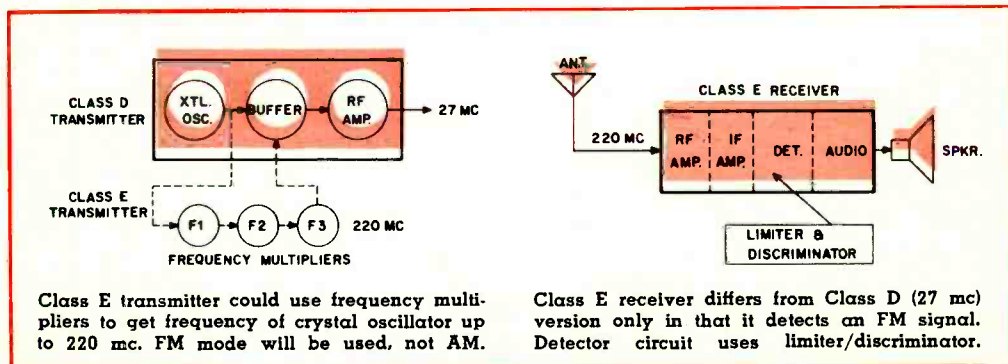 CLASS D
TRANSMITTER
XTL.
OSC.
BUFFER
RF
AMP.
27 MC
CLASS E
TRANSMITTER
F1
F2
F3
220 MC
FREQUENCY MULTIPLIERS
Class E transmitter could use frequency multi-
pliers to get frequency of crystal oscillator up
to 220 mc. FM mode will be used, not AM.
ANT.
CLASS E RECEIVER
220 MC
RF
AMP.
IF
AMP.
DET.
AUDIO
SPKR.
LIMITER &
DISCRIMINATOR
Class E receiver differs from Class D (27 mc)
version only in that it detects an FM signal.
Detector circuit uses limiter/discriminator.